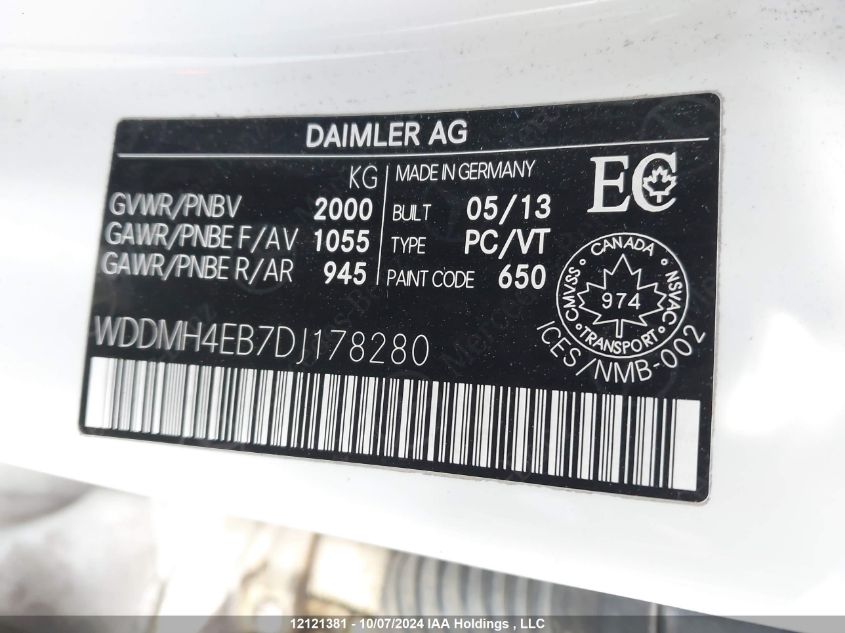 DAIMLER AG
KG
GVWR/PNBV 2000
GAWR/PNBE F/AV 1055
GAWR/PNBE R/AR 945
MADE IN GERMANY
BUILT 05/13
TYPE PC/VT
PAINT CODE 650
EC
CANADA
CMVSS 974 NSVAC
TRANSPORT
ICES/NMB-002
WDDMH4EB7DJ178280
12121381 - 10/07/2024 IAA Holdings , LLC